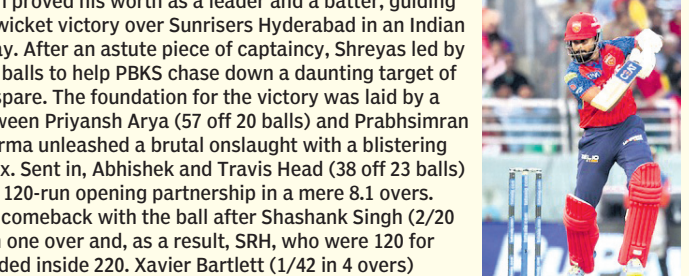 proved his worth as a leader and a batter, guiding
wicket victory over Sunrisers Hyderabad in an Indian
ay. After an astute piece of captaincy, Shreyas led by
balls to help PBKS chase down a daunting target of
spare. The foundation for the victory was laid by a
ween Priyansh Arya (57 off 20 balls) and Prabhsimran
rma unleashed a brutal onslaught with a blistering
x. Sent in, Abhishek and Travis Head (38 off 23 balls)
120-run opening partnership in a mere 8.1 overs.
comeback with the ball after Shashank Singh (2/20
one over and, as a result, SRH, who were 120 for
ded inside 220. Xavier Bartlett (1/42 in 4 overs)